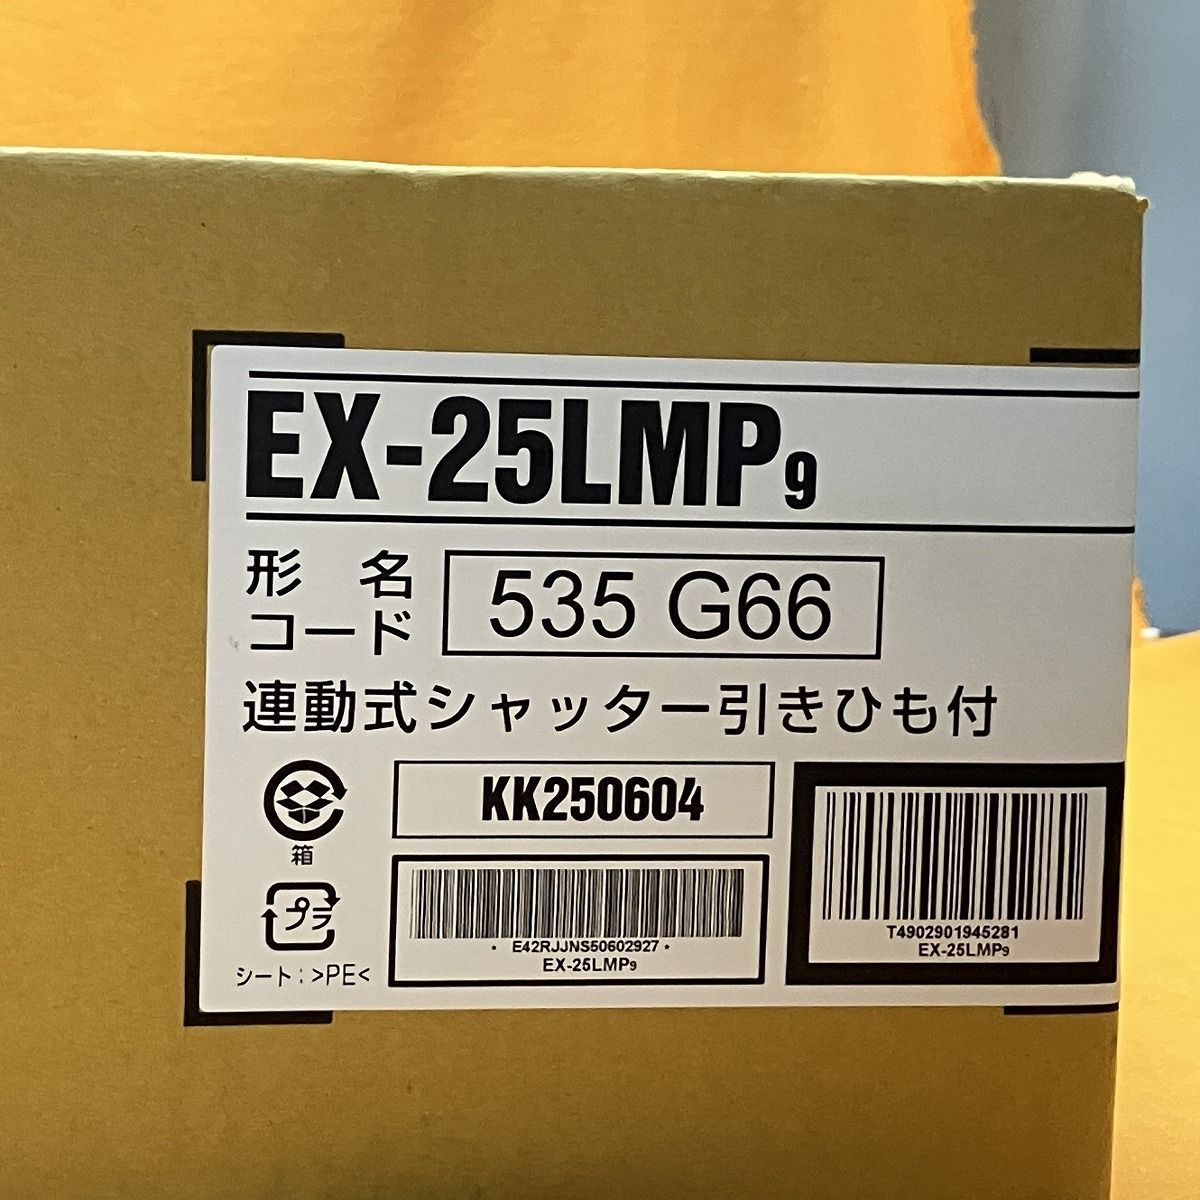 EX-25LMP9
形 名
コード
535 G66
連動式シャッター引きひも付
箱
プラ
シート:>PE<
KK250604
・ E42RJJNS50602927 ・
EX-25LMP9
T4902901945281
EX-25LMP9